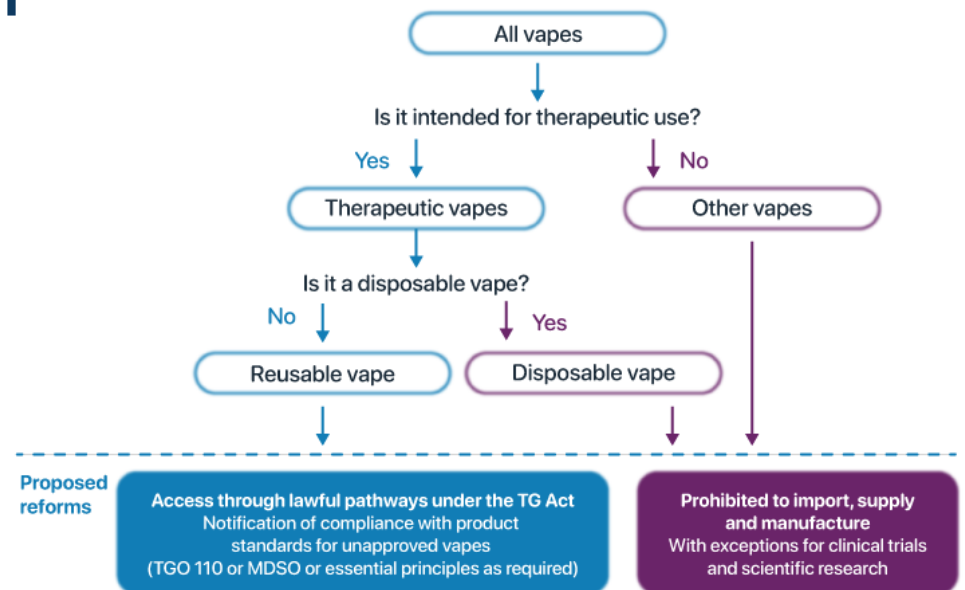 All vapes
Is it intended for therapeutic use?
Yes
No
Therapeutic vapes
Other vapes
Is it a disposable vape?
No
Yes
Reusable vape
Disposable vape
Proposed
reforms
Access through lawful pathways under the TG Act
Notification of compliance with product
standards for unapproved vapes
(TGO 110 or MDSO or essential principles as required)
Prohibited to import, supply
and manufacture
With exceptions for clinical trials
and scientific research